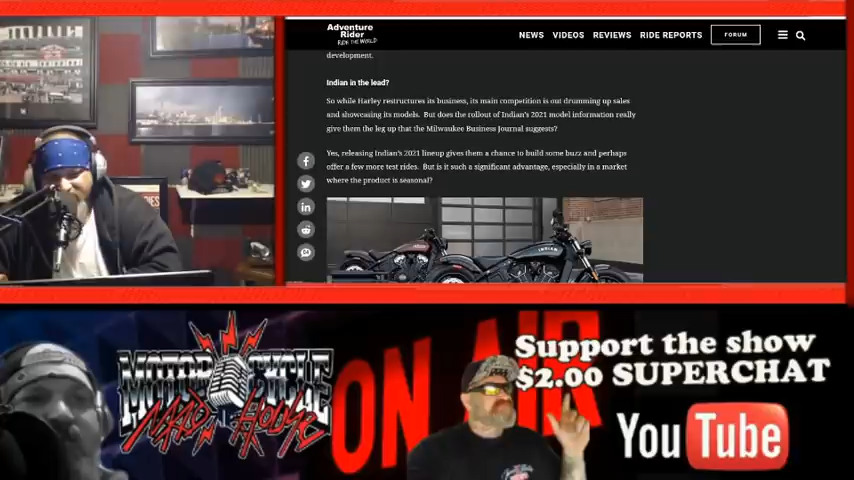 Adventure
Rider
RIDE THE WORLD
NEWS VIDEOS REVIEWS RIDE REPORTS FORUM
development.
Indian in the lead?
So while Harley restructures its business, its main competition is out drumming up sales
and showcasing its models. But does the rollout of Indian's 2021 model information really
give them the leg up that the Milwaukee Business Journal suggests?
Yes, releasing Indian's 2021 lineup gives them a chance to build some buzz and perhaps
offer a few more test rides. But is it such a significant advantage, especially in a market
where the product is seasonal?
INDIAN
MOTORCYCLE
MAD HOUSE
ON AIR
Support the show
$2.00 SUPERCHAT
YouTube